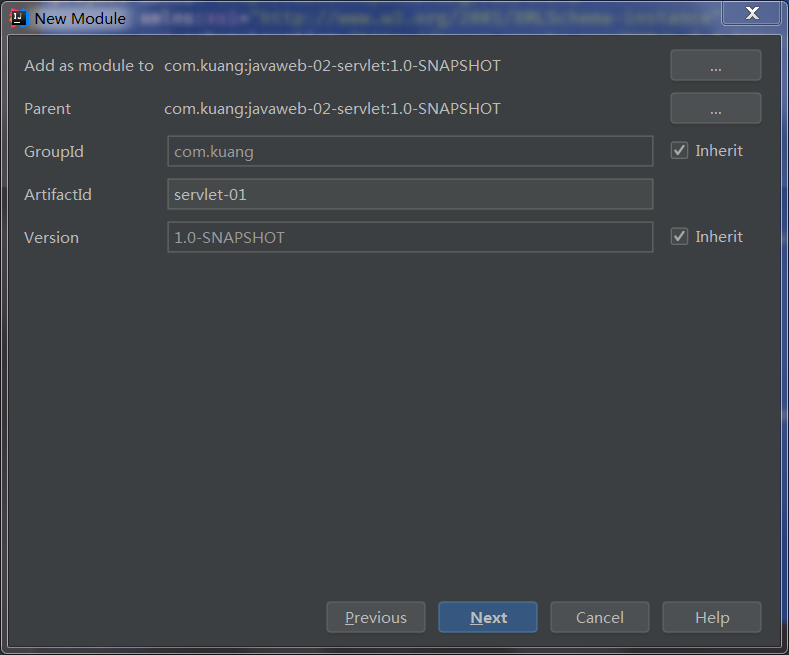 New Module
xmlns:xsi="http://www.w3.org/2001/XMLSchema-instance"
X
Add as module to com.kuang:javaweb-02-servlet:1.0-SNAPSHOT ...
Parent com.kuang:javaweb-02-servlet:1.0-SNAPSHOT ...
GroupId com.kuang Inherit
ArtifactId servlet-01
Version 1.0-SNAPSHOT Inherit
Previous Next Cancel Help